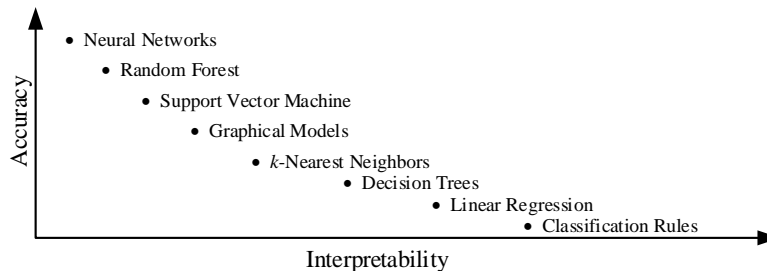 Accuracy
Neural Networks
Random Forest
Support Vector Machine
Graphical Models
k-Nearest Neighbors
Decision Trees
Linear Regression
Classification Rules
Interpretability